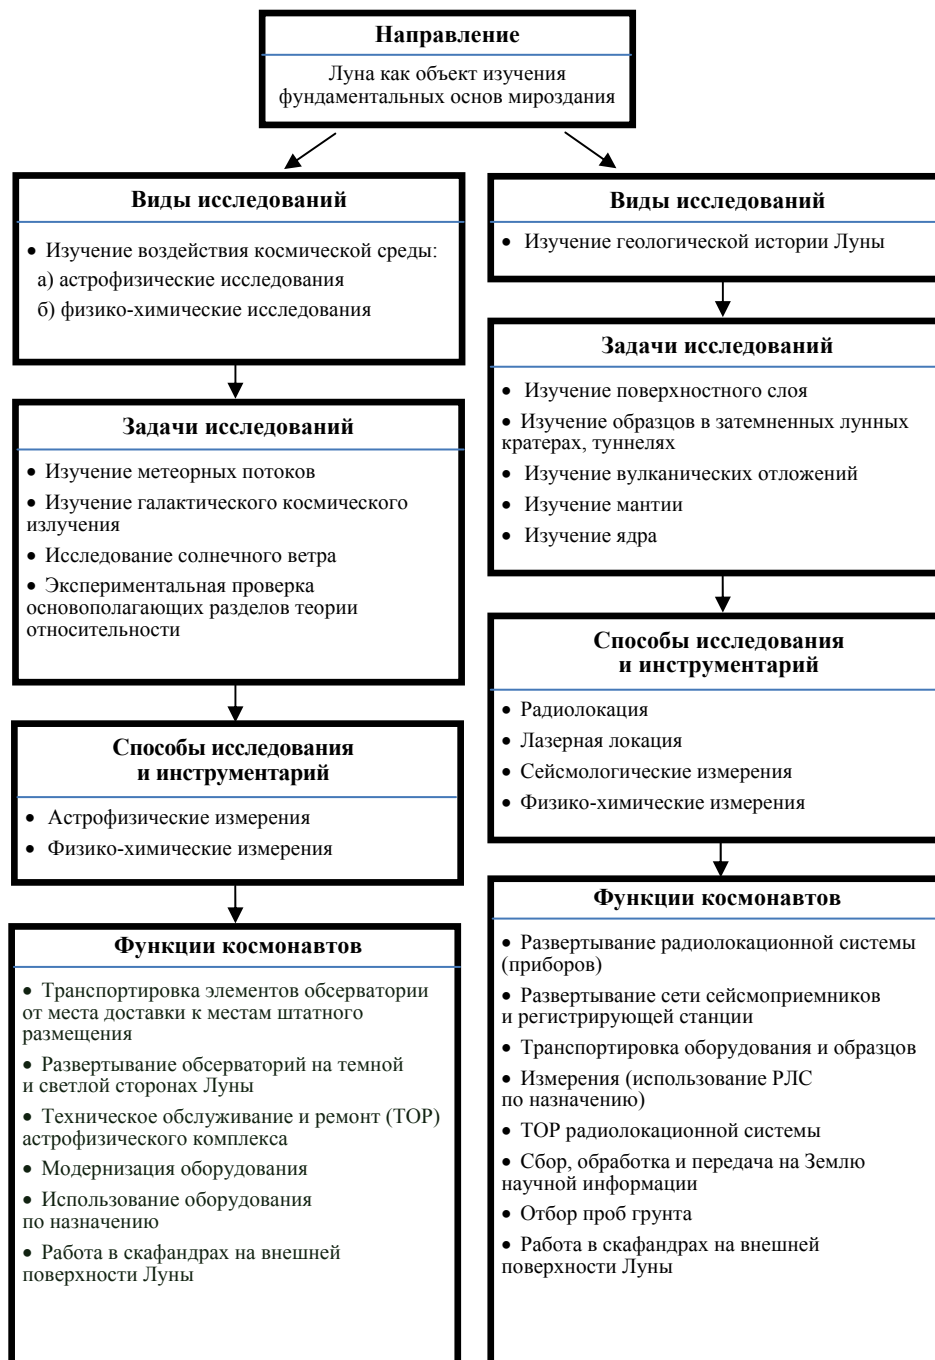 Направление
Луна как объект изучения
фундаментальных основ мироздания
Виды исследований
• Изучение воздействия космической среды:
а) астрофизические исследования
б) физико-химические исследования
Задачи исследований
• Изучение метеорных потоков
• Изучение галактического космического
излучения
• Исследование солнечного ветра
• Экспериментальная проверка
основополагающих разделов теории
относительности
Способы исследования
и инструментарий
• Астрофизические измерения
• Физико-химические измерения
Функции космонавтов
• Транспортировка элементов обсерватории
от места доставки к местам штатного
размещения
• Развертывание обсерваторий на темной
и светлой сторонах Луны
• Техническое обслуживание и ремонт (ТОР)
астрофизического комплекса
• Модернизация оборудования
• Использование оборудования
по назначению
• Работа в скафандрах на внешней
поверхности Луны
Виды исследований
• Изучение геологической истории Луны
Задачи исследований
• Изучение поверхностного слоя
• Изучение образцов в затемненных лунных
кратерах, туннелях
• Изучение вулканических отложений
• Изучение мантии
• Изучение ядра
Способы исследования
и инструментарий
• Радиолокация
• Лазерная локация
• Сейсмологические измерения
• Физико-химические измерения
Функции космонавтов
• Развертывание радиолокационной системы
(приборов)
• Развертывание сети сейсмоприемников
и регистрирующей станции
• Транспортировка оборудования и образцов
• Измерения (использование РЛС
по назначению)
• ТОР радиолокационной системы
• Сбор, обработка и передача на Землю
научной информации
• Отбор проб грунта
• Работа в скафандрах на внешней
поверхности Луны